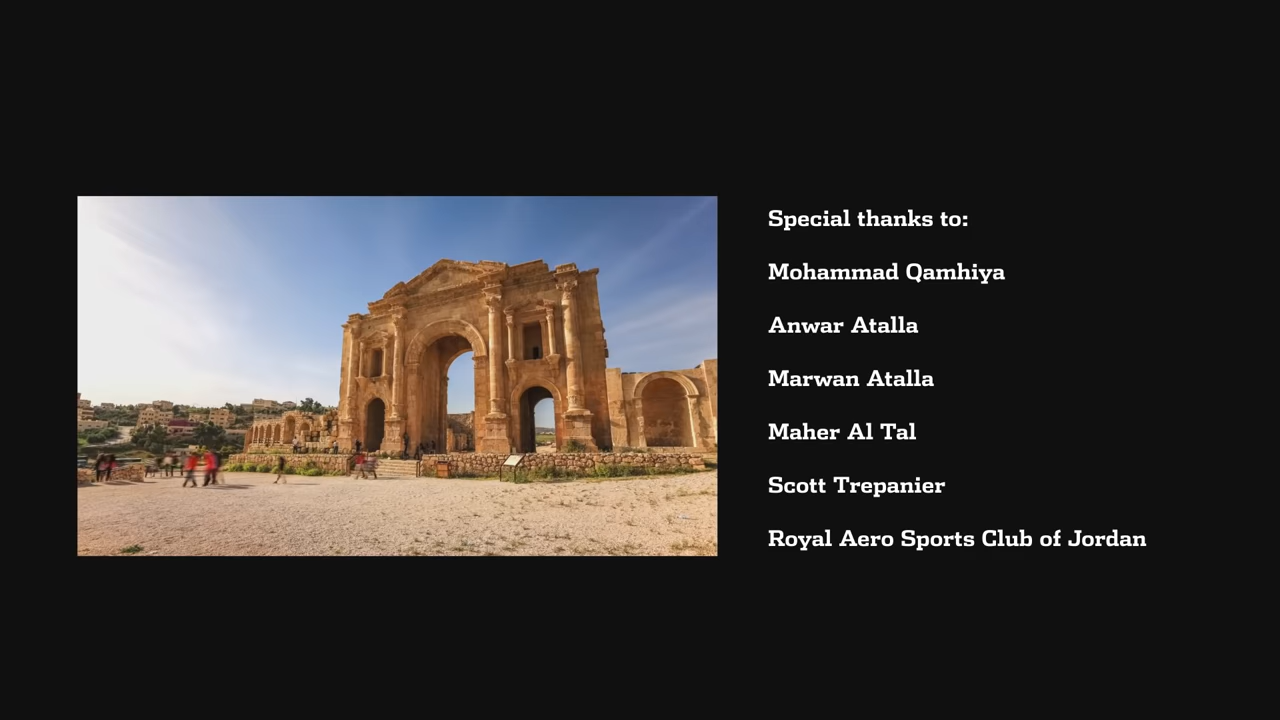 Special thanks to:
Mohammad Qamhiya
Anwar Atalla
Marwan Atalla
Maher Al Tal
Scott Trepanier
Royal Aero Sports Club of Jordan